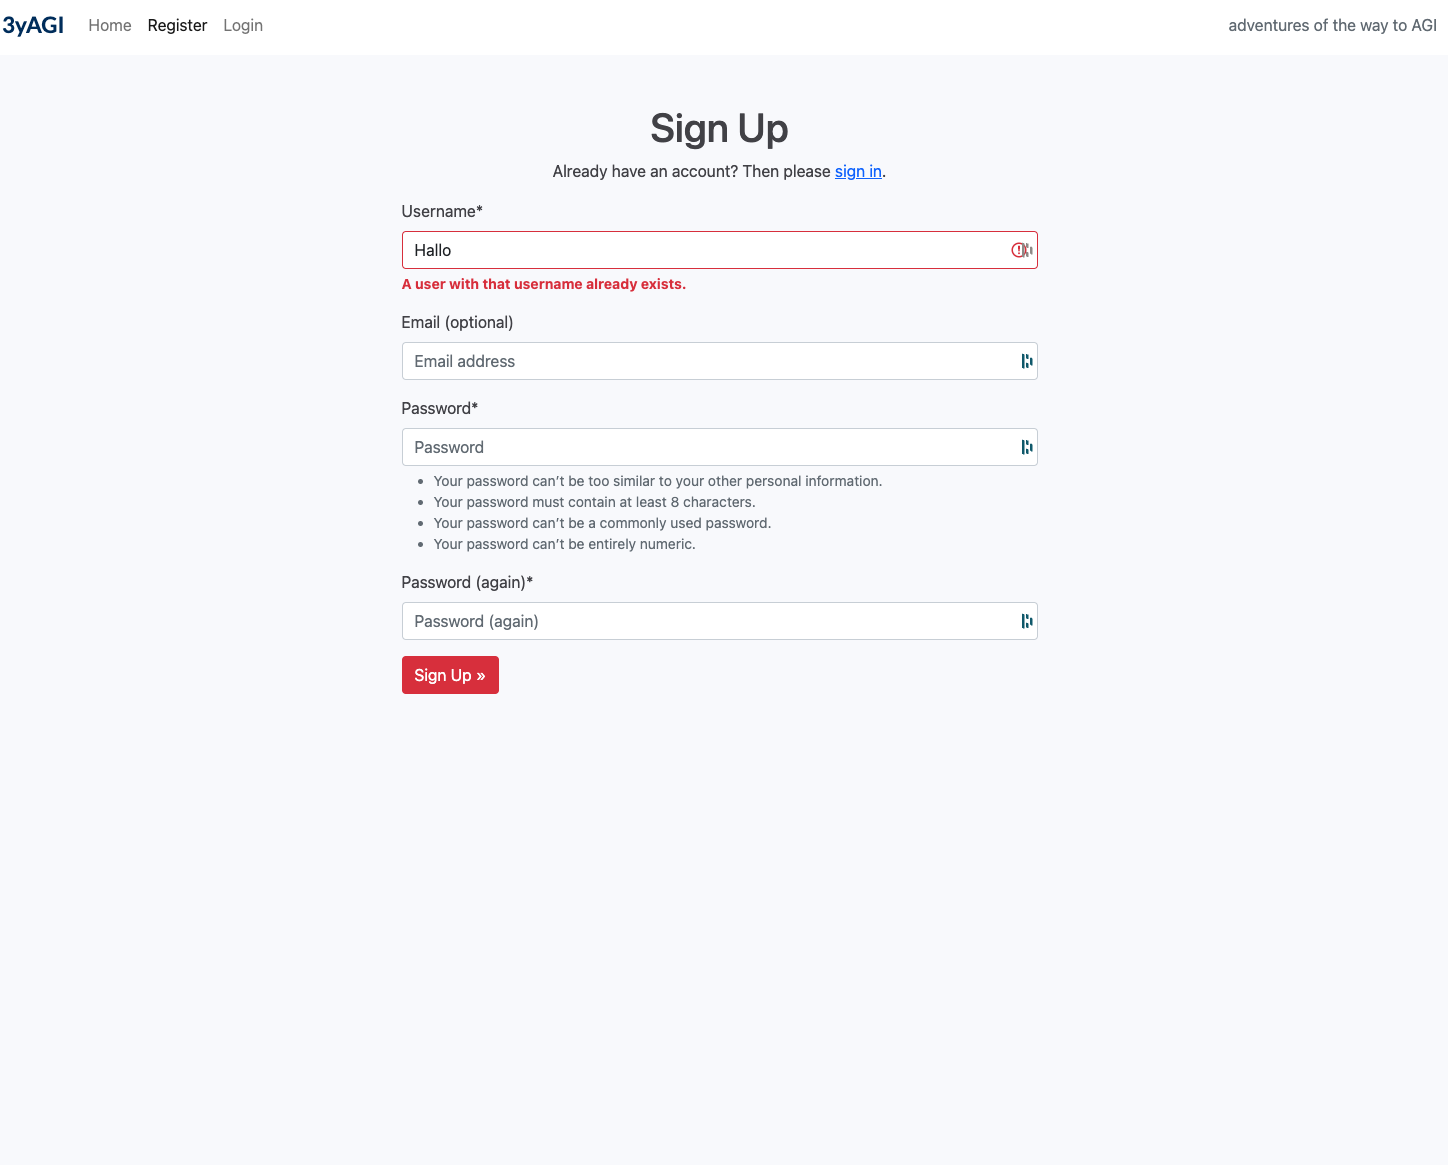 3yAGI Home Register Login adventures of the way to AGI
Sign Up
Already have an account? Then please sign in.
Username*
Hallo
A user with that username already exists.
Email (optional)
Email address
Password*
Password
Your password can’t be too similar to your other personal information.
Your password must contain at least 8 characters.
Your password can’t be a commonly used password.
Your password can’t be entirely numeric.
Password (again)*
Password (again)
Sign Up »